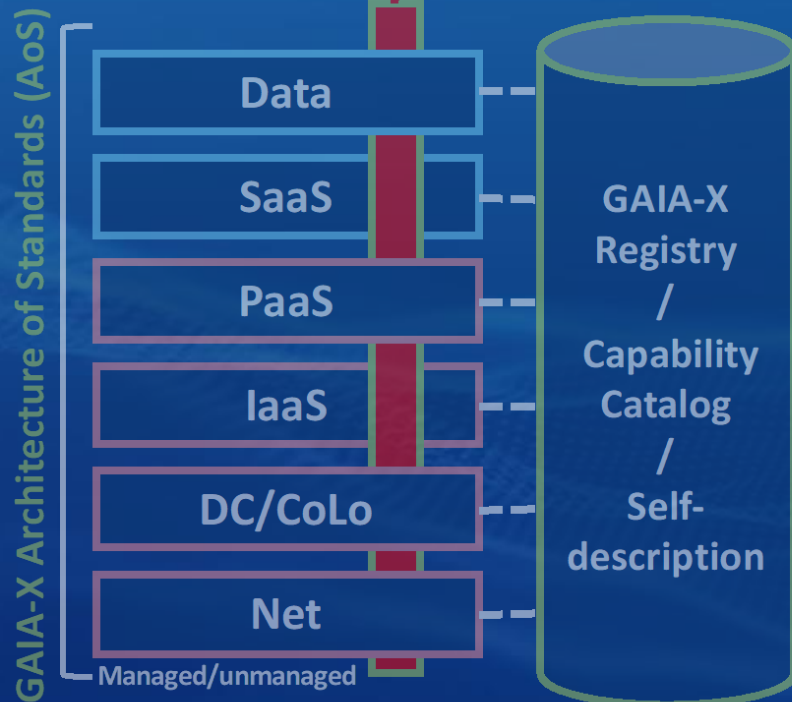 GAIA-X Architecture of Standards (AoS)
Data
SaaS
PaaS
IaaS
DC/CoLo
Net
Managed/unmanaged
GAIA-X
Registry
/
Capability
Catalog
/
Self-
description